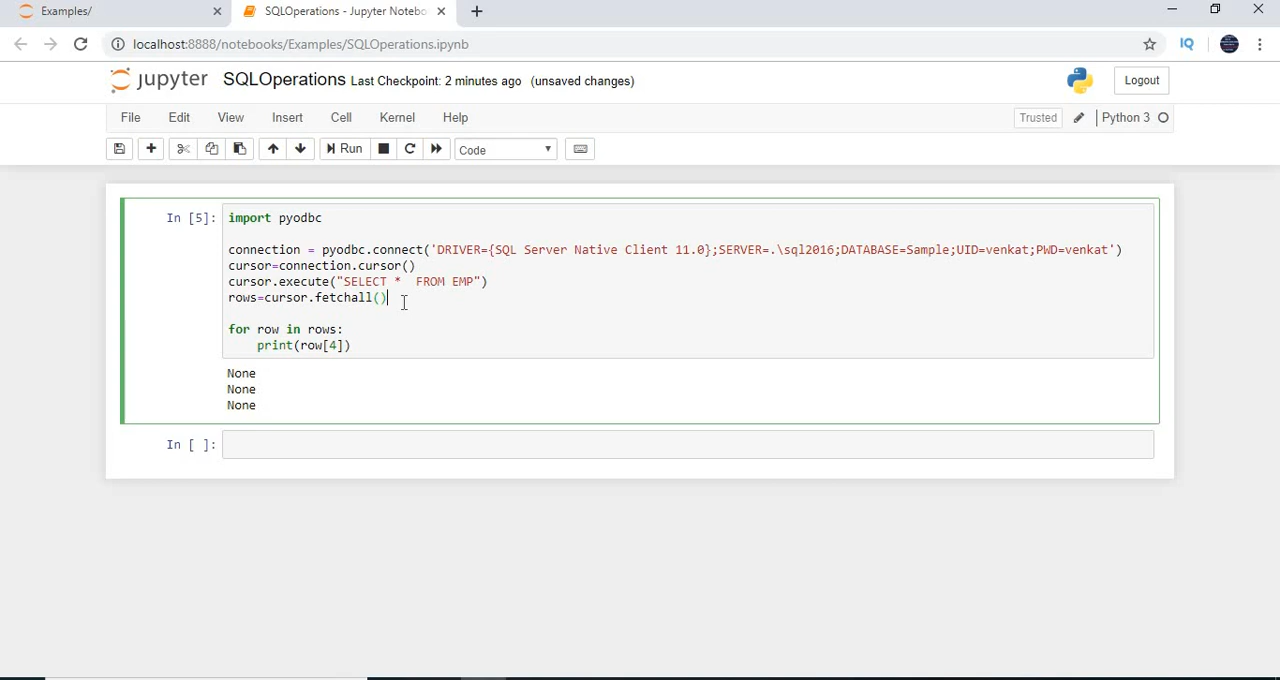 Examples/
SQLOperations - Jupyter Notebo
localhost:8888/notebooks/Examples/SQLOperations.ipynb
IQ
jupyter SQLOperations Last Checkpoint: 2 minutes ago (unsaved changes)
Logout
File Edit View Insert Cell Kernel Help
Trusted Python 3
Run Code
In [5]:
import pyodbc
connection = pyodbc.connect('DRIVER={SQL Server Native Client 11.0};SERVER=.\sql2016;DATABASE=Sample;UID=venkat;PWD=venkat')
cursor=connection.cursor()
cursor.execute("SELECT *  FROM EMP")
rows=cursor.fetchall()
for row in rows:
    print(row[4])
None
None
None
In [ ]: